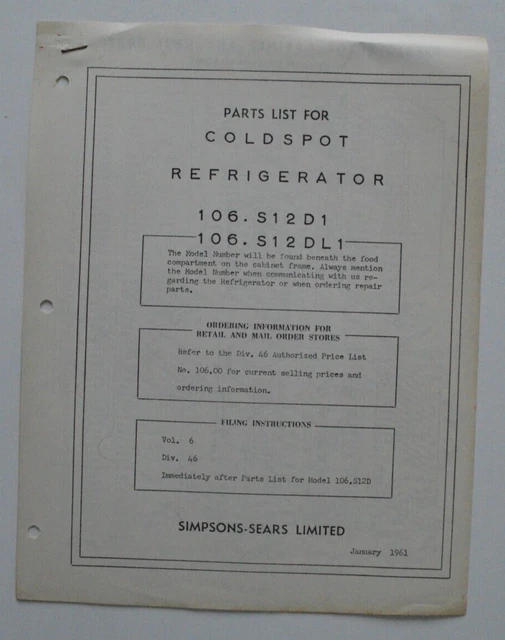 PARTS LIST FOR
COLDSPOT
REFRIGERATOR
106.S12D1
106.S12DL1
The Model Number will be found beneath the food
compartment on the cabinet frame. Always mention
the Model Number when communicating with us re-
garding the Refrigerator or when ordering repair
parts.
ORDERING INFORMATION FOR
RETAIL AND MAIL ORDER STORES
Refer to the Div. 46 Authorized Price List
No. 106.00 for current selling prices and
ordering information.
FILING INSTRUCTIONS
Vol. 6
Div. 46
Immediately after Parts List for Model 106.S12D
SIMPSONS-SEARS LIMITED
January 1961